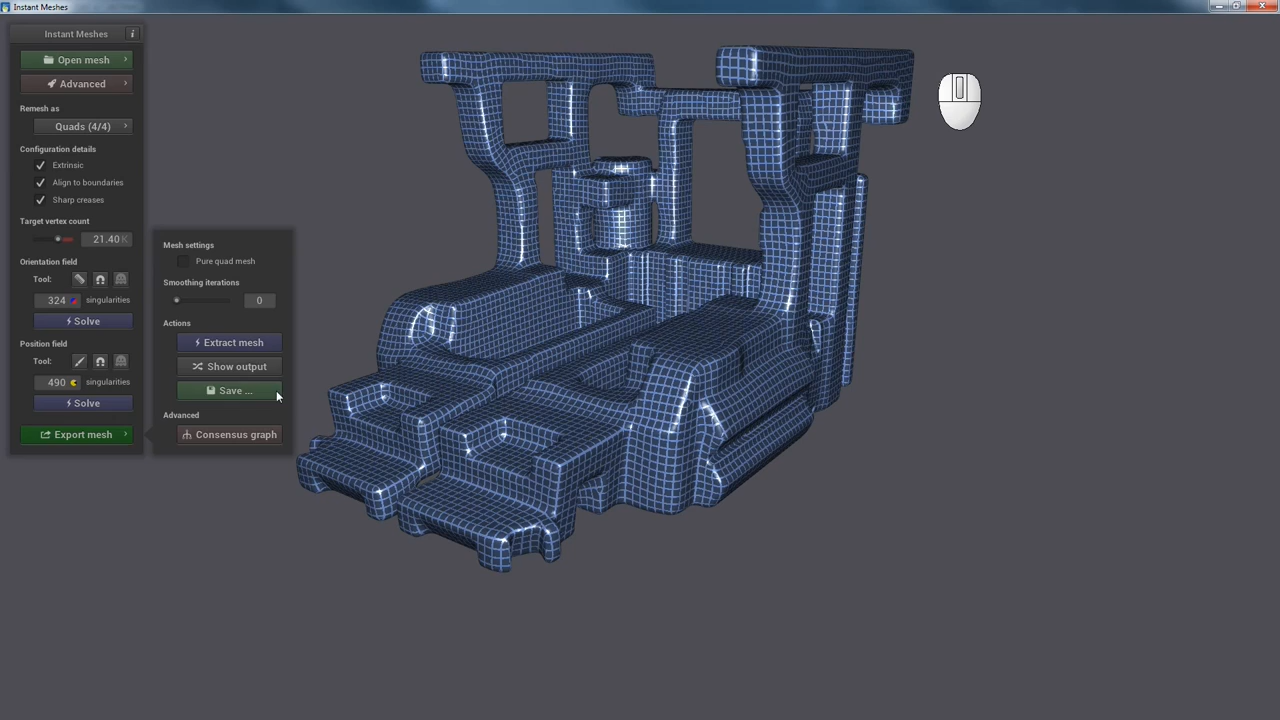 Instant Meshes
Instant Meshes i
Open mesh
Advanced
Remesh as
Quads (4/4)
Configuration details
Extrinsic
Align to boundaries
Sharp creases
Target vertex count
21.40 K
Orientation field
Tool:
324 singularities
Solve
Position field
Tool:
490 singularities
Solve
Export mesh
Mesh settings
Pure quad mesh
Smoothing iterations
0
Actions
Extract mesh
Show output
Save ...
Advanced
Consensus graph